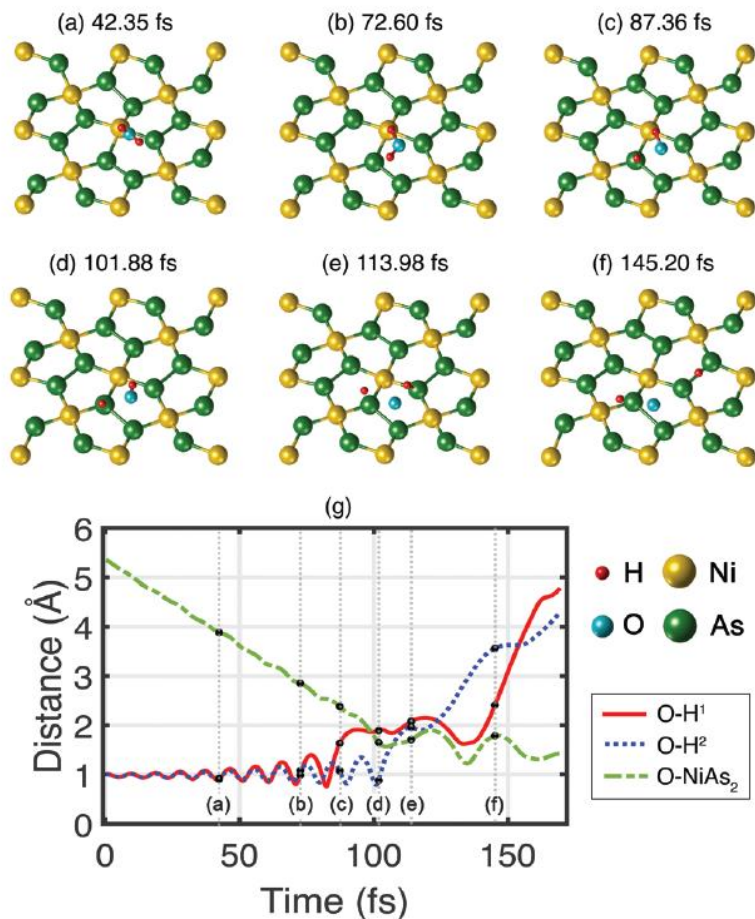 (a) 42.35 fs
(b) 72.60 fs
(c) 87.36 fs
(d) 101.88 fs
(e) 113.98 fs
(f) 145.20 fs
(g)
6
5
4
3
2
1
0
Distance (Å)
(a)
(b)
(c)
(d)
(e)
(f)
0
50
100
150
Time (fs)
H
Ni
O
As
O-H¹
O-H²
O-NiAs₂